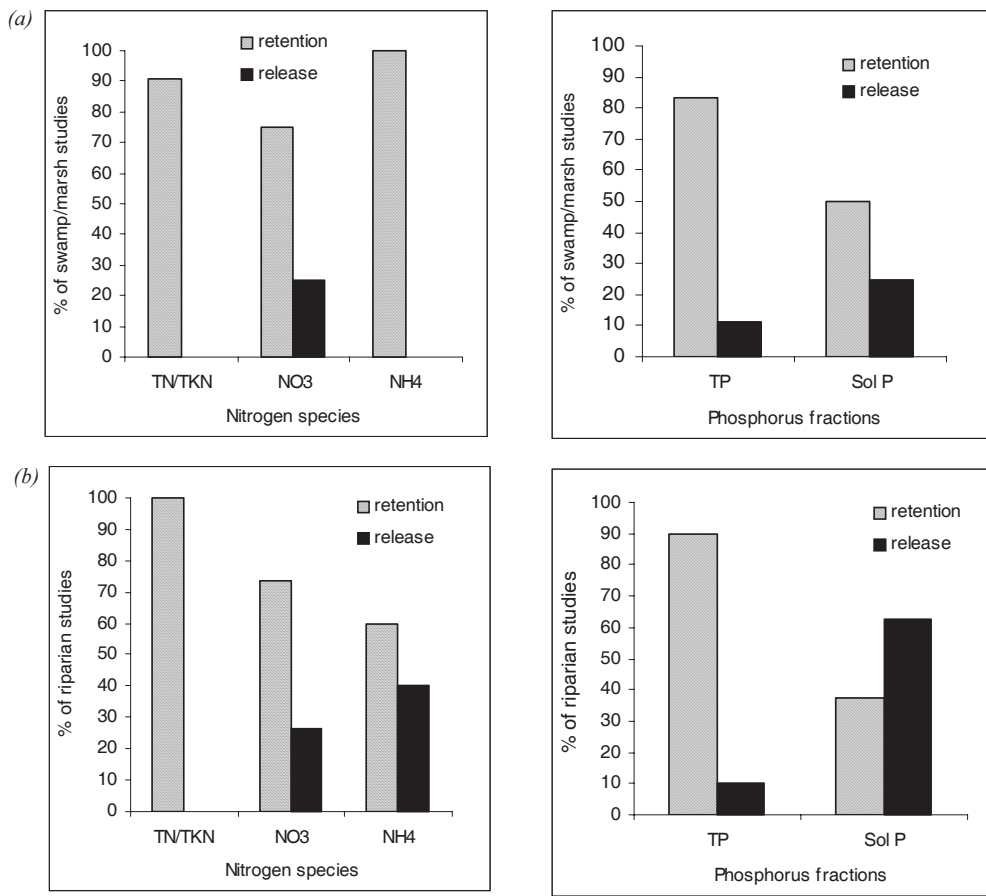 (a)
retention
release
% of swamp/marsh studies
100
90
80
70
60
50
40
30
20
10
0
TN/TKN NO3 NH4
Nitrogen species
retention
release
% of swamp/marsh studies
100
90
80
70
60
50
40
30
20
10
0
TP Sol P
Phosphorus fractions
(b)
retention
release
% of riparian studies
100
90
80
70
60
50
40
30
20
10
0
TN/TKN NO3 NH4
Nitrogen species
retention
release
% of riparian studies
100
90
80
70
60
50
40
30
20
10
0
TP Sol P
Phosphorus fractions